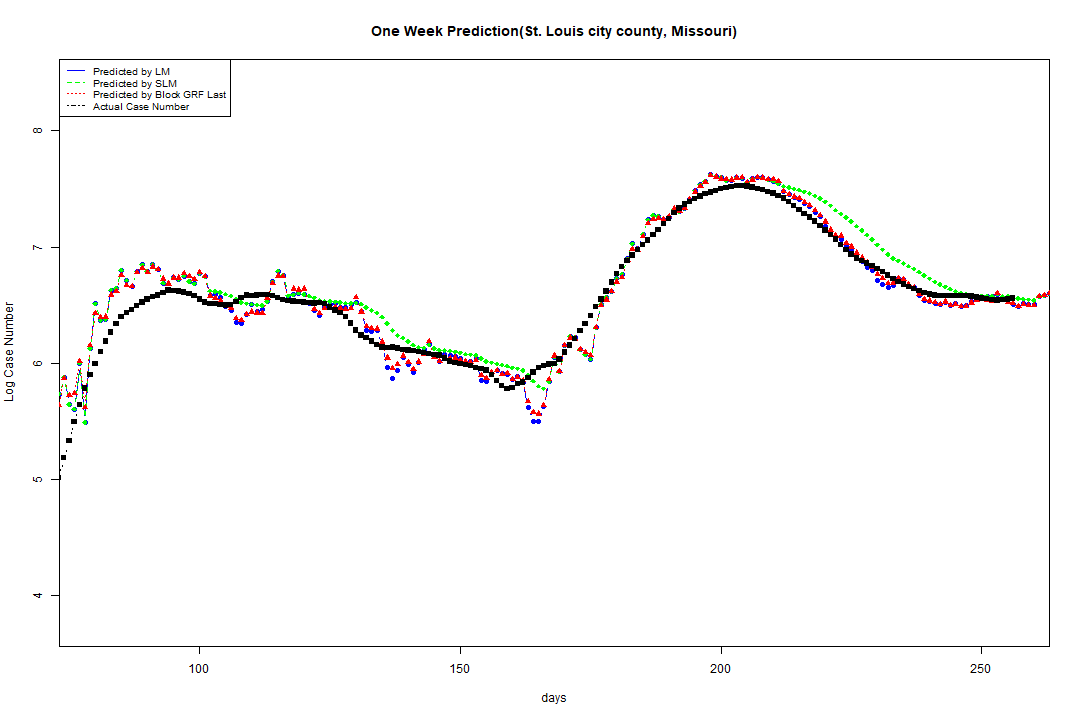 One Week Prediction(St. Louis city county, Missouri)
Predicted by LM
Predicted by SLM
Predicted by Block GRF Last
Actual Case Number
8
7
6
5
4
Log Case Number
100 150 200 250
days